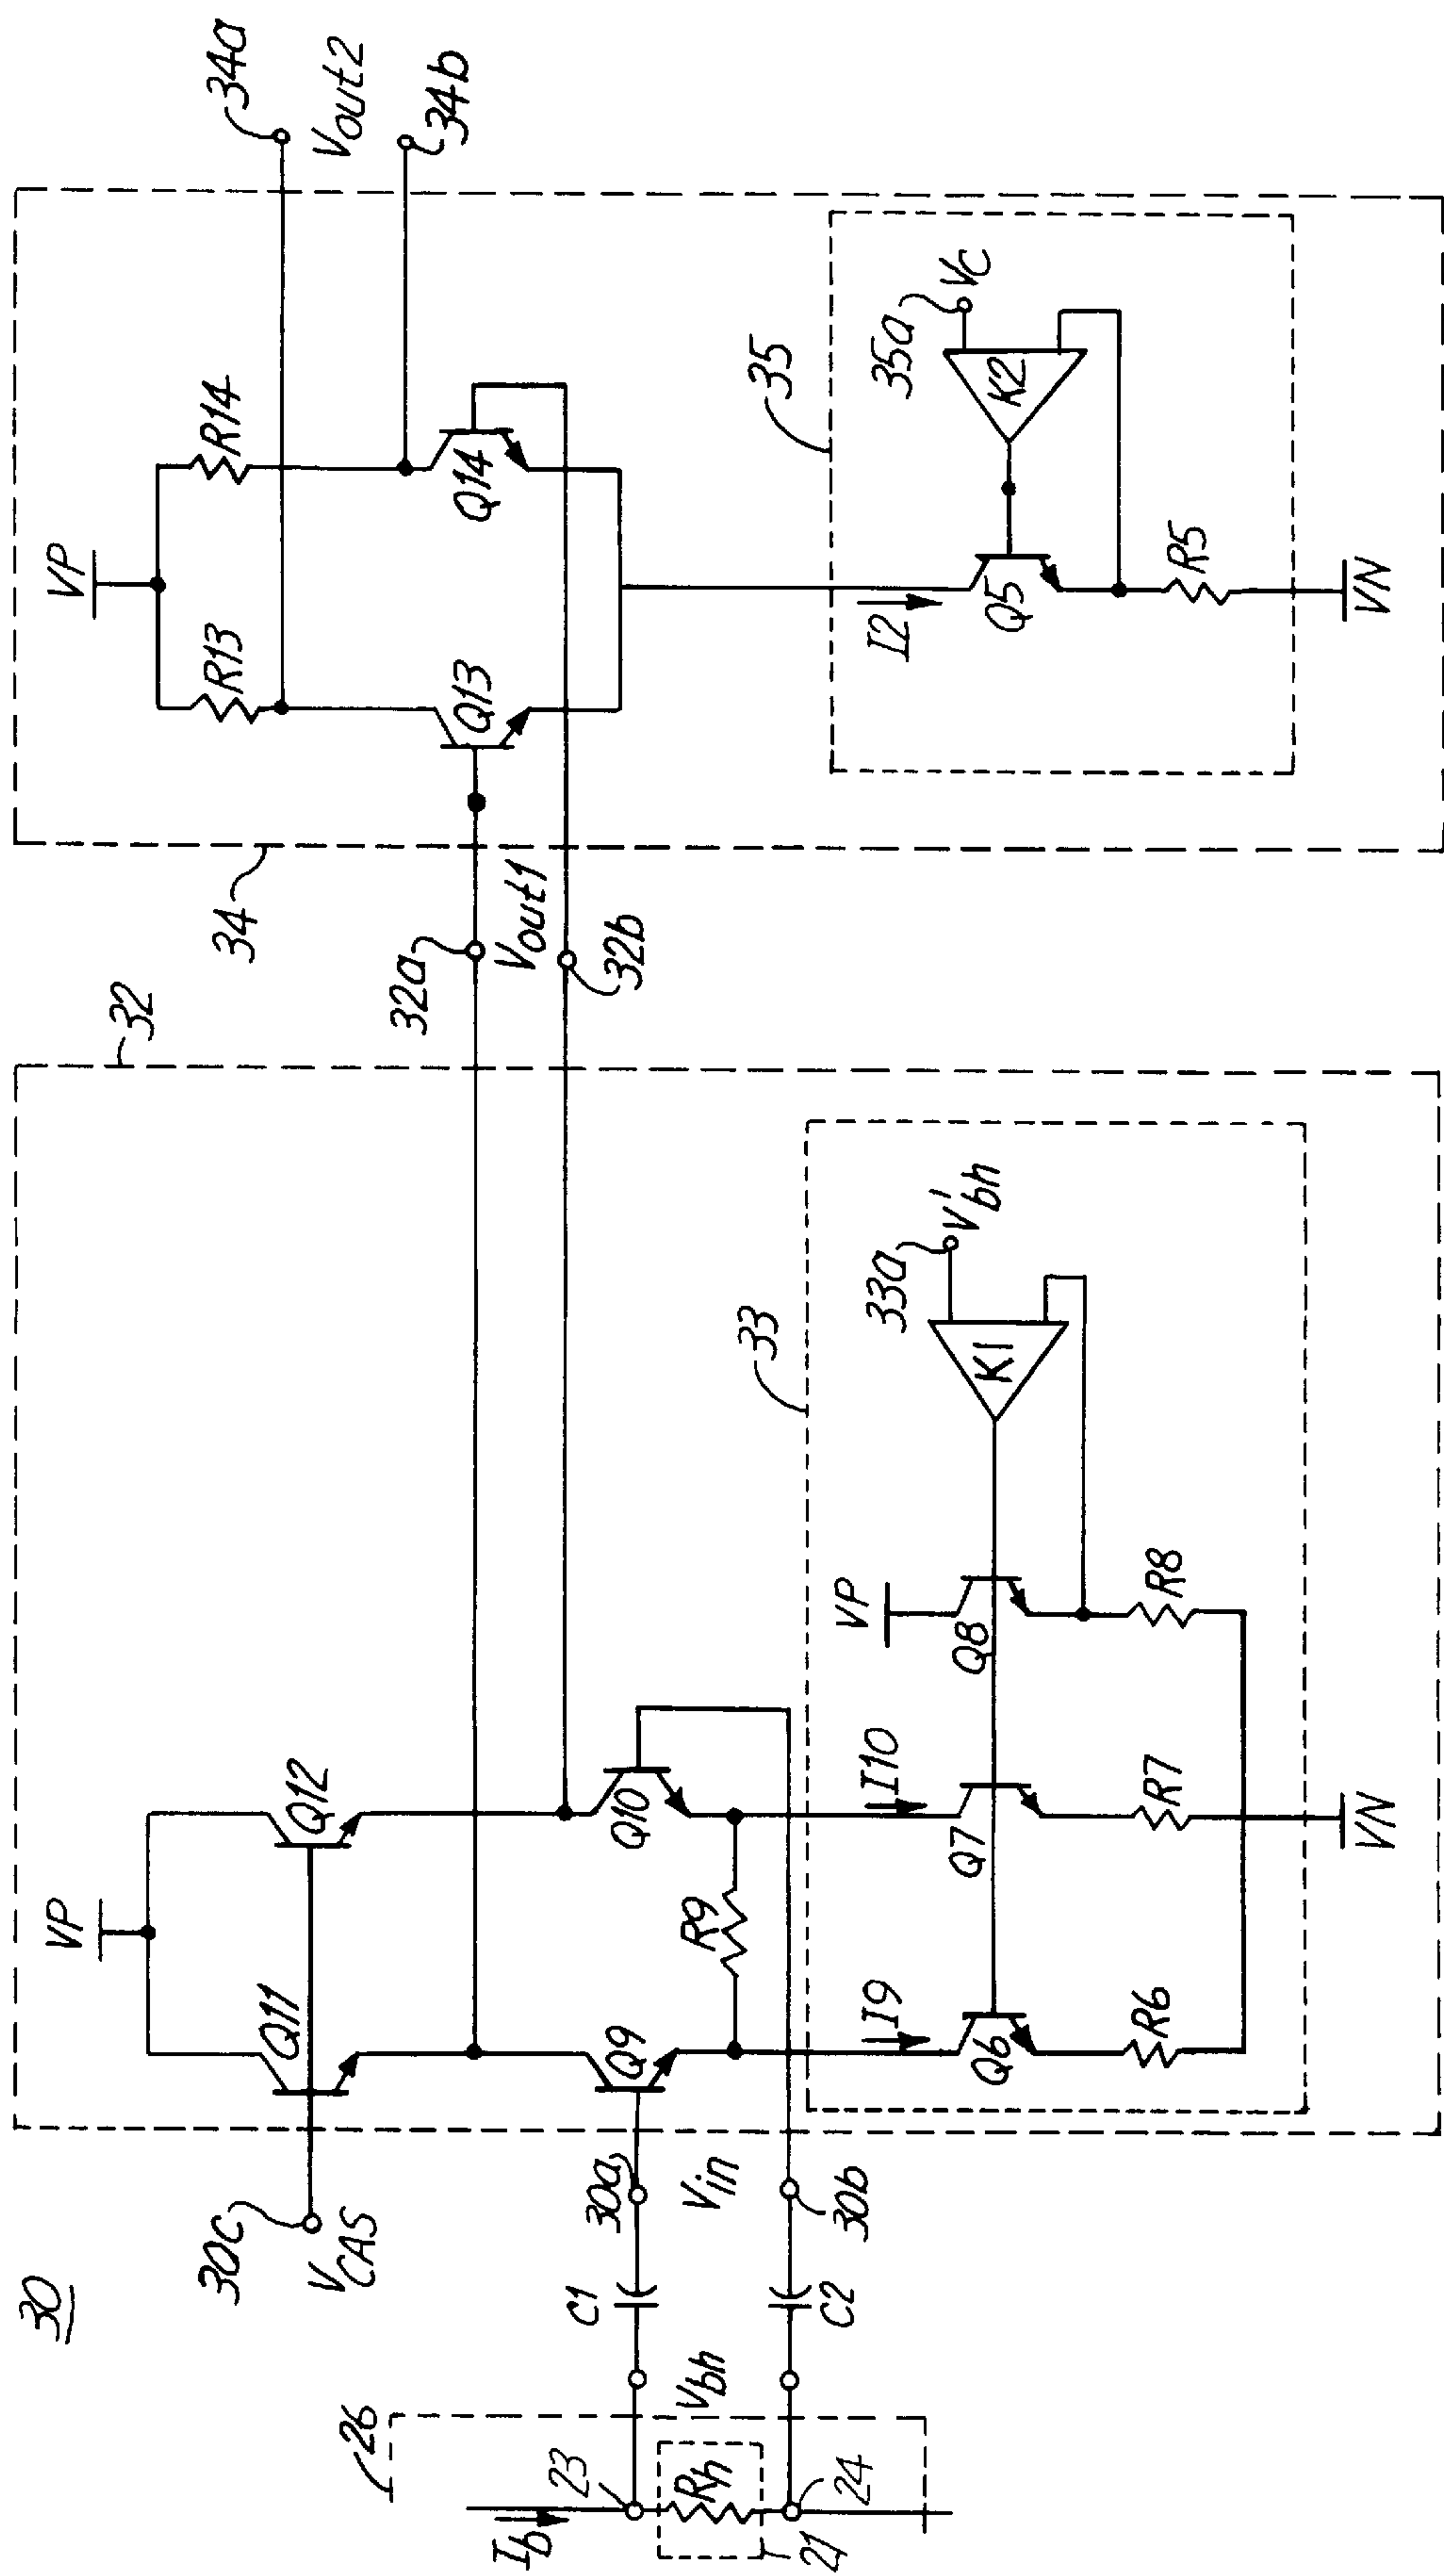 30
30C
VCAS
VP
Q11
Q12
32
32a
Vout1
32b
34
VP
R13
R14
34a
Vout2
34b
Q13
Q14
I2
35
35a
VC
K2
Q5
R5
VN
26
Ib
23
Rh
Vbh
21
24
C1
C2
30a
Vin
30b
Q9
Q10
R9
I9
I10
33
33a
V'bh
K1
VP
Q6
Q7
Q8
R6
R7
R8
VN